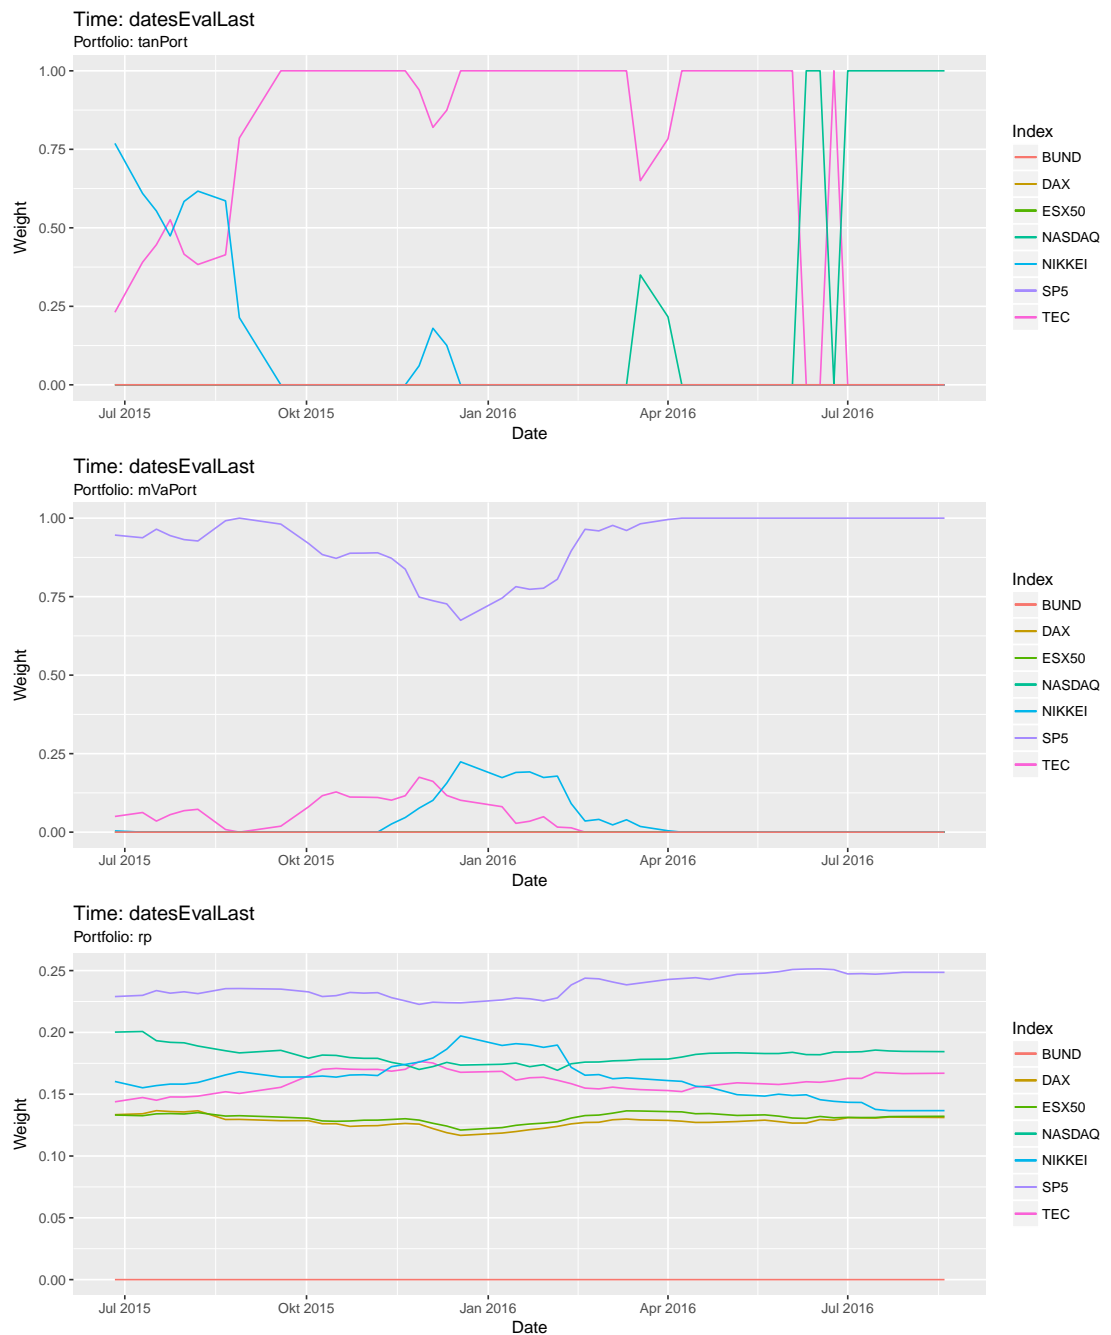 Time: datesEvalLast
Portfolio: tanPort
1.00
0.75
0.50
0.25
0.00
Weight
Jul 2015 Okt 2015 Jan 2016 Apr 2016 Jul 2016
Date
Index
BUND
DAX
ESX50
NASDAQ
NIKKEI
SP5
TEC
Time: datesEvalLast
Portfolio: mVaPort
1.00
0.75
0.50
0.25
0.00
Weight
Jul 2015 Okt 2015 Jan 2016 Apr 2016 Jul 2016
Date
Index
BUND
DAX
ESX50
NASDAQ
NIKKEI
SP5
TEC
Time: datesEvalLast
Portfolio: rp
0.25
0.20
0.15
0.10
0.05
0.00
Weight
Jul 2015 Okt 2015 Jan 2016 Apr 2016 Jul 2016
Date
Index
BUND
DAX
ESX50
NASDAQ
NIKKEI
SP5
TEC